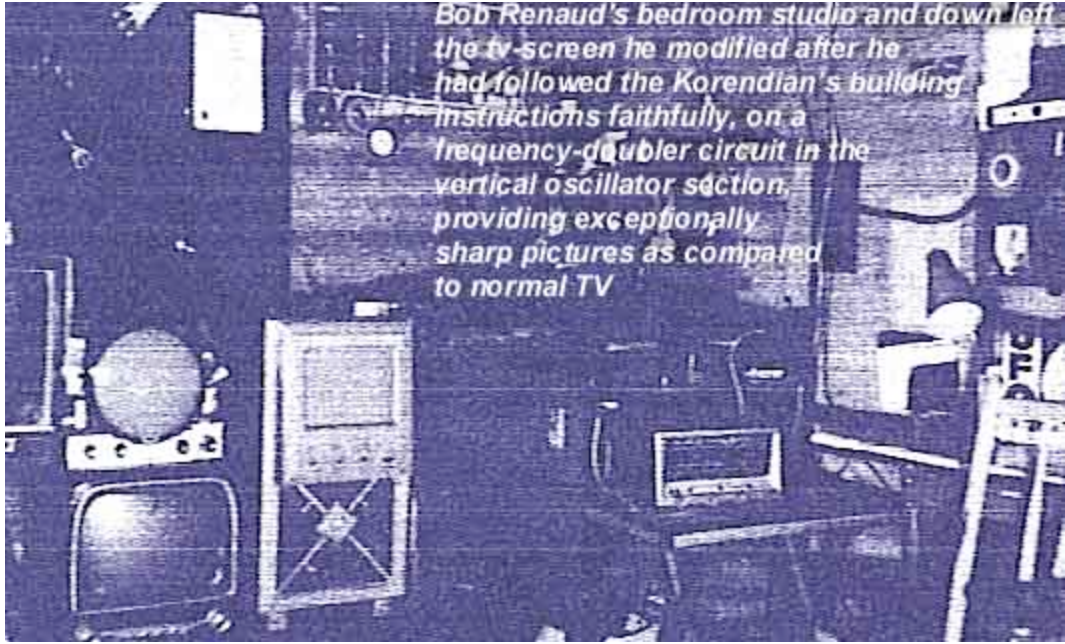 Bob Renaud's bedroom studio and down left
the tv-screen he modified after he
had followed the Korendian's building
instructions faithfully, on a
frequency-doubler circuit in the
vertical oscillator section,
providing exceptionally
sharp pictures as compared
to normal TV